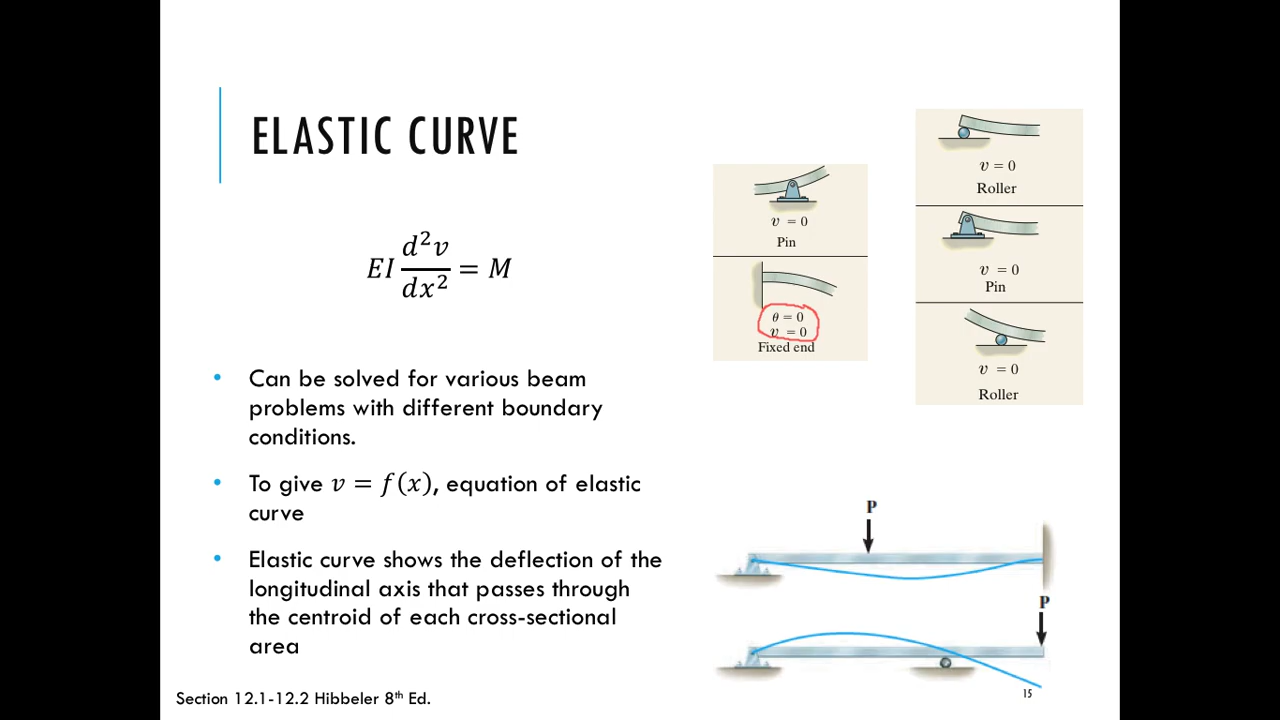 ELASTIC CURVE
EI d²v/dx² = M
• Can be solved for various beam
problems with different boundary
conditions.
• To give v = f(x), equation of elastic
curve
• Elastic curve shows the deflection of the
longitudinal axis that passes through
the centroid of each cross-sectional
area
v = 0
Pin
θ = 0
v = 0
Fixed end
v = 0
Roller
v = 0
Pin
v = 0
Roller
P
P
Section 12.1-12.2 Hibbeler 8th Ed.
15